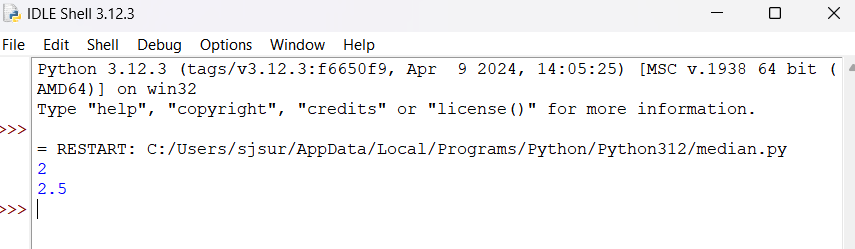 IDLE Shell 3.12.3
File Edit Shell Debug Options Window Help
Python 3.12.3 (tags/v3.12.3:f6650f9, Apr  9 2024, 14:05:25) [MSC v.1938 64 bit (
AMD64)] on win32
Type "help", "copyright", "credits" or "license()" for more information.
>>>
= RESTART: C:/Users/sjsur/AppData/Local/Programs/Python/Python312/median.py
2
2.5
>>>